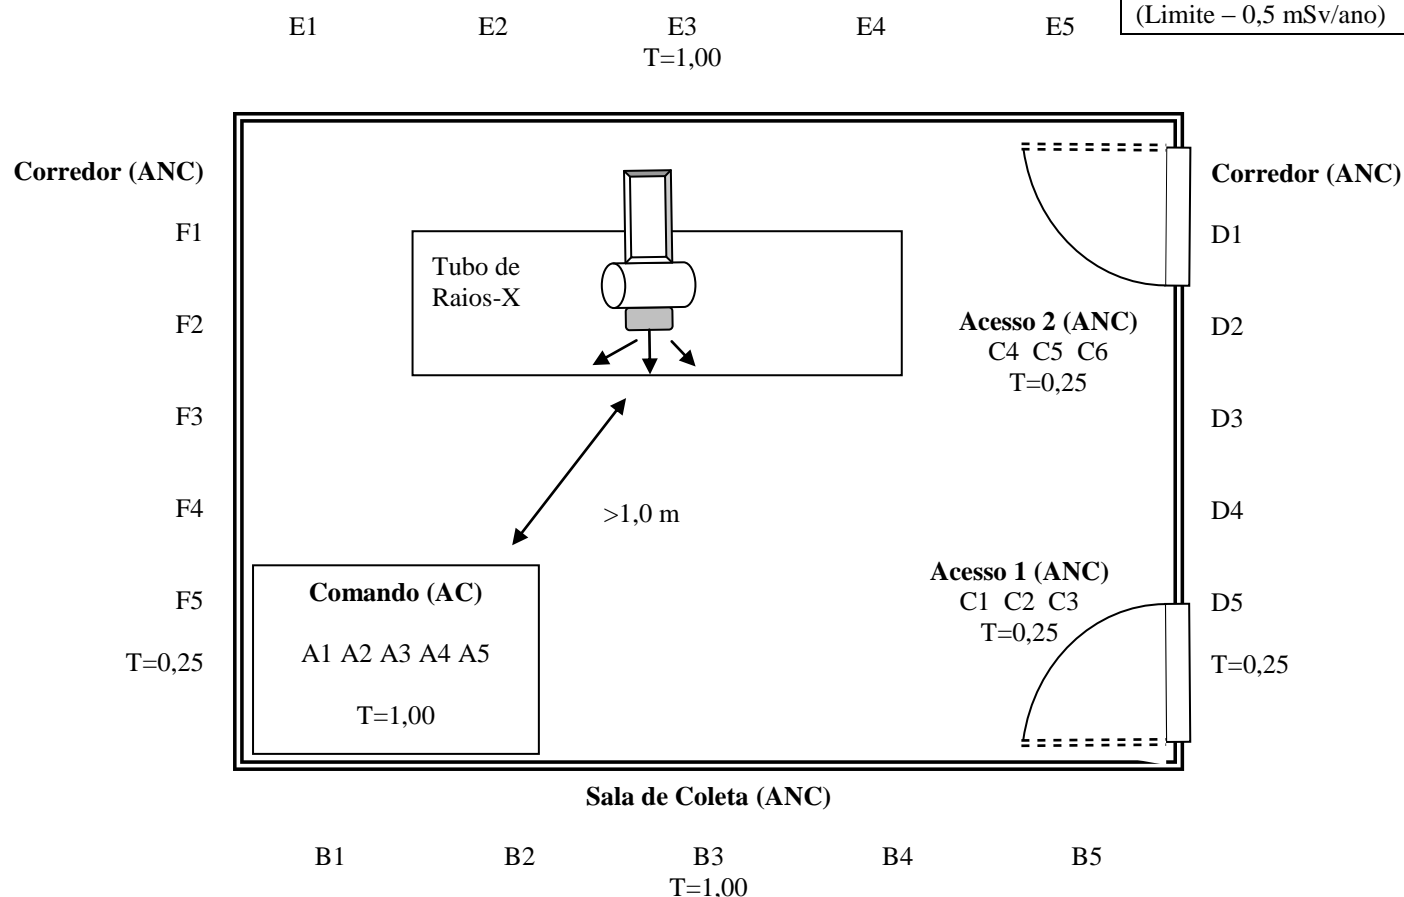 (Limite – 0,5 mSv/ano)
E1 E2 E3 E4 E5
T=1,00
Corredor (ANC)
F1
F2
F3
F4
F5
T=0,25
Tubo de
Raios-X
>1,0 m
Comando (AC)
A1 A2 A3 A4 A5
T=1,00
Acesso 2 (ANC)
C4 C5 C6
T=0,25
Acesso 1 (ANC)
C1 C2 C3
T=0,25
Corredor (ANC)
D1
D2
D3
D4
D5
T=0,25
Sala de Coleta (ANC)
B1 B2 B3 B4 B5
T=1,00